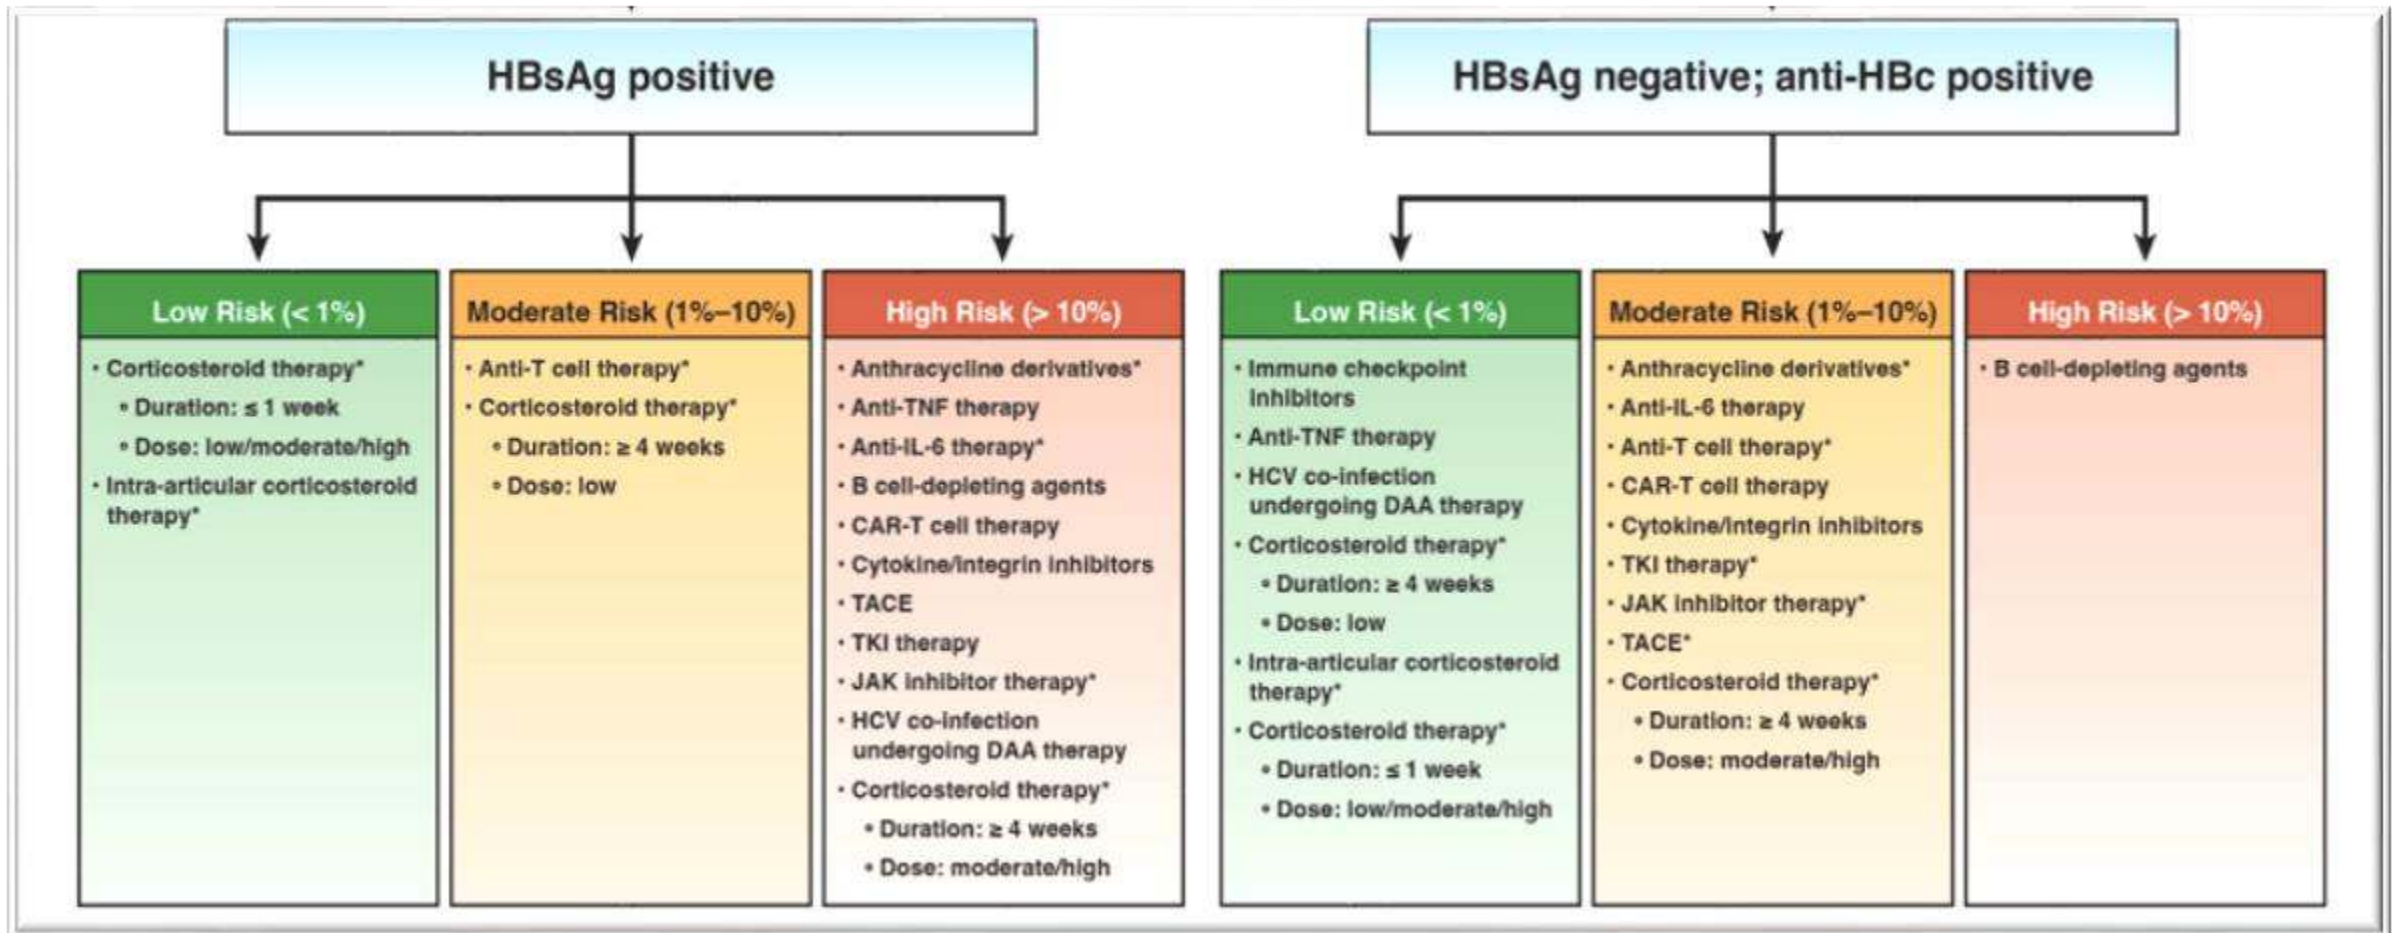 HBsAg positive
Low Risk (< 1%)
· Corticosteroid therapy*
∘ Duration: ≤ 1 week
∘ Dose: low/moderate/high
· Intra-articular corticosteroid
therapy*
Moderate Risk (1%–10%)
· Anti-T cell therapy*
· Corticosteroid therapy*
∘ Duration: ≥ 4 weeks
∘ Dose: low
High Risk (> 10%)
· Anthracycline derivatives*
· Anti-TNF therapy
· Anti-IL-6 therapy*
· B cell-depleting agents
· CAR-T cell therapy
· Cytokine/integrin inhibitors
· TACE
· TKI therapy
· JAK inhibitor therapy*
· HCV co-infection
undergoing DAA therapy
· Corticosteroid therapy*
∘ Duration: ≥ 4 weeks
∘ Dose: moderate/high
HBsAg negative; anti-HBc positive
Low Risk (< 1%)
· Immune checkpoint
inhibitors
· Anti-TNF therapy
· HCV co-infection
undergoing DAA therapy
· Corticosteroid therapy*
∘ Duration: ≥ 4 weeks
∘ Dose: low
· Intra-articular corticosteroid
therapy*
· Corticosteroid therapy*
∘ Duration: ≤ 1 week
∘ Dose: low/moderate/high
Moderate Risk (1%–10%)
· Anthracycline derivatives*
· Anti-IL-6 therapy
· Anti-T cell therapy*
· CAR-T cell therapy
· Cytokine/integrin inhibitors
· TKI therapy*
· JAK inhibitor therapy*
· TACE*
· Corticosteroid therapy*
∘ Duration: ≥ 4 weeks
∘ Dose: moderate/high
High Risk (> 10%)
· B cell-depleting agents